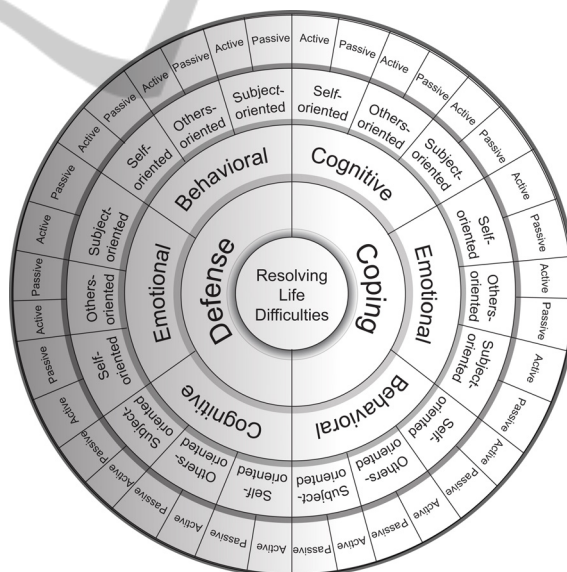 Resolving
Life
Difficulties
Coping
Defense
Cognitive
Emotional
Behavioral
Cognitive
Emotional
Behavioral
Self-
oriented
Others-
oriented
Subject-
oriented
Self-
oriented
Others-
oriented
Subject-
oriented
Self-
oriented
Others-
oriented
Subject-
oriented
Self-
oriented
Others-
oriented
Subject-
oriented
Self-
oriented
Others-
oriented
Subject-
oriented
Self-
oriented
Others-
oriented
Subject-
oriented
Active
Passive
Active
Passive
Active
Passive
Active
Passive
Active
Passive
Active
Passive
Active
Passive
Active
Passive
Active
Passive
Active
Passive
Active
Passive
Active
Passive
Active
Passive
Active
Passive
Active
Passive
Active
Passive
Active
Passive
Active
Passive